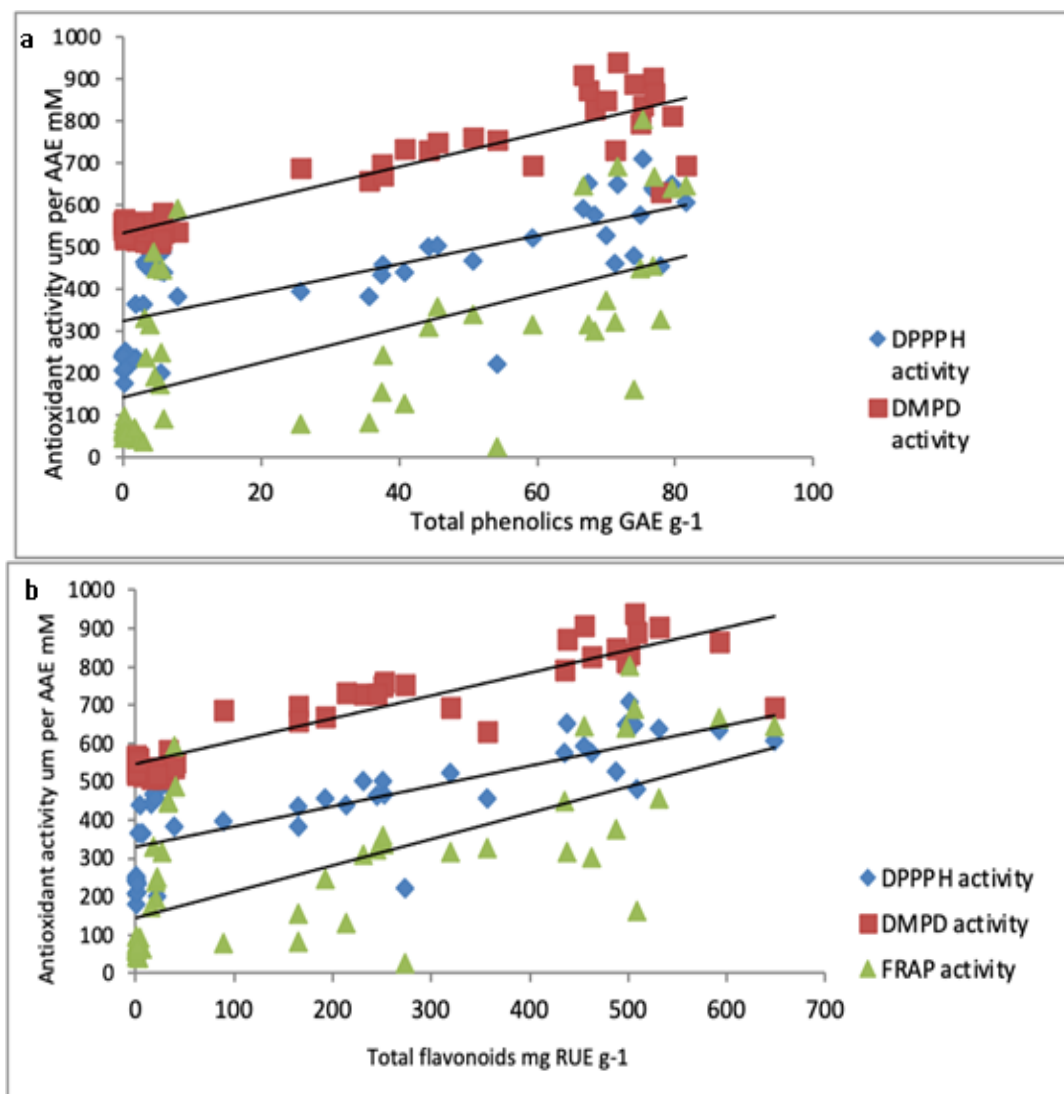 a
1000
900
800
700
600
500
400
300
200
100
0
Antioxidant activity um per AAE mM
0 20 40 60 80 100
Total phenolics mg GAE g-1
DPPPH
activity
DMPD
activity
b
1000
900
800
700
600
500
400
300
200
100
0
Antioxidant activity um per AAE mM
0 100 200 300 400 500 600 700
Total flavonoids mg RUE g-1
DPPPH activity
DMPD activity
FRAP activity